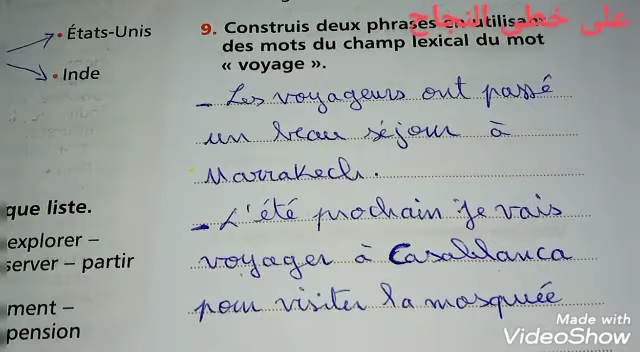 على خطى النجاح
• États-Unis
• Inde
9. Construis deux phrases en utilisant
des mots du champ lexical du mot
« voyage ».
_ Les voyageurs ont passé
un beau séjour à
Marrakech.
_ L'été prochain je vais
voyager à Casablanca
pour visiter la mosquée
que liste.
explorer –
server – partir
ment –
pension
Made with
VideoShow